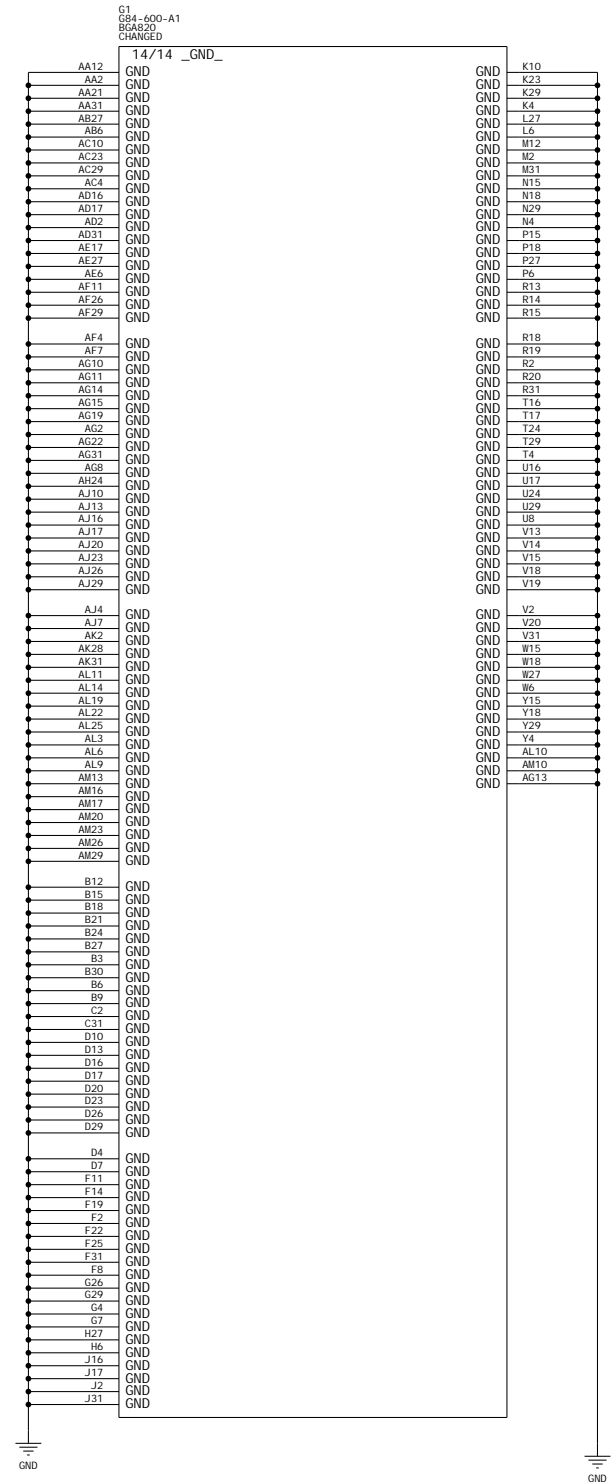 G1
G84-600-A1
BGA820
CHANGED
14/14 _GND_
AA12 GND GND K10
AA2 GND GND K23
AA21 GND GND K29
AA31 GND GND K4
AB27 GND GND L27
AB6 GND GND L6
AC10 GND GND M12
AC23 GND GND M2
AC29 GND GND M31
AC4 GND GND N15
AD16 GND GND N18
AD17 GND GND N29
AD2 GND GND N4
AD31 GND GND P15
AE17 GND GND P18
AE27 GND GND P27
AE6 GND GND P6
AF11 GND GND R13
AF26 GND GND R14
AF29 GND GND R15
AF4 GND GND R18
AF7 GND GND R19
AG10 GND GND R2
AG11 GND GND R20
AG14 GND GND R31
AG15 GND GND T16
AG19 GND GND T17
AG2 GND GND T24
AG22 GND GND T29
AG31 GND GND T4
AG8 GND GND U16
AH24 GND GND U17
AJ10 GND GND U24
AJ13 GND GND U29
AJ16 GND GND U8
AJ17 GND GND V13
AJ20 GND GND V14
AJ23 GND GND V15
AJ26 GND GND V18
AJ29 GND GND V19
AJ4 GND GND V2
AJ7 GND GND V20
AK2 GND GND V31
AK28 GND GND W15
AK31 GND GND W18
AL11 GND GND W27
AL14 GND GND W6
AL19 GND GND Y15
AL22 GND GND Y18
AL25 GND GND Y29
AL3 GND GND Y4
AL6 GND GND AL10
AL9 GND GND AM10
AM13 GND GND AG13
AM16 GND
AM17 GND
AM20 GND
AM23 GND
AM26 GND
AM29 GND
B12 GND
B15 GND
B18 GND
B21 GND
B24 GND
B27 GND
B3 GND
B30 GND
B6 GND
B9 GND
C2 GND
C31 GND
D10 GND
D13 GND
D16 GND
D17 GND
D20 GND
D23 GND
D26 GND
D29 GND
D4 GND
D7 GND
F11 GND
F14 GND
F19 GND
F2 GND
F22 GND
F25 GND
F31 GND
F8 GND
G26 GND
G29 GND
G4 GND
G7 GND
H27 GND
H6 GND
J16 GND
J17 GND
J2 GND
J31 GND
GND
GND